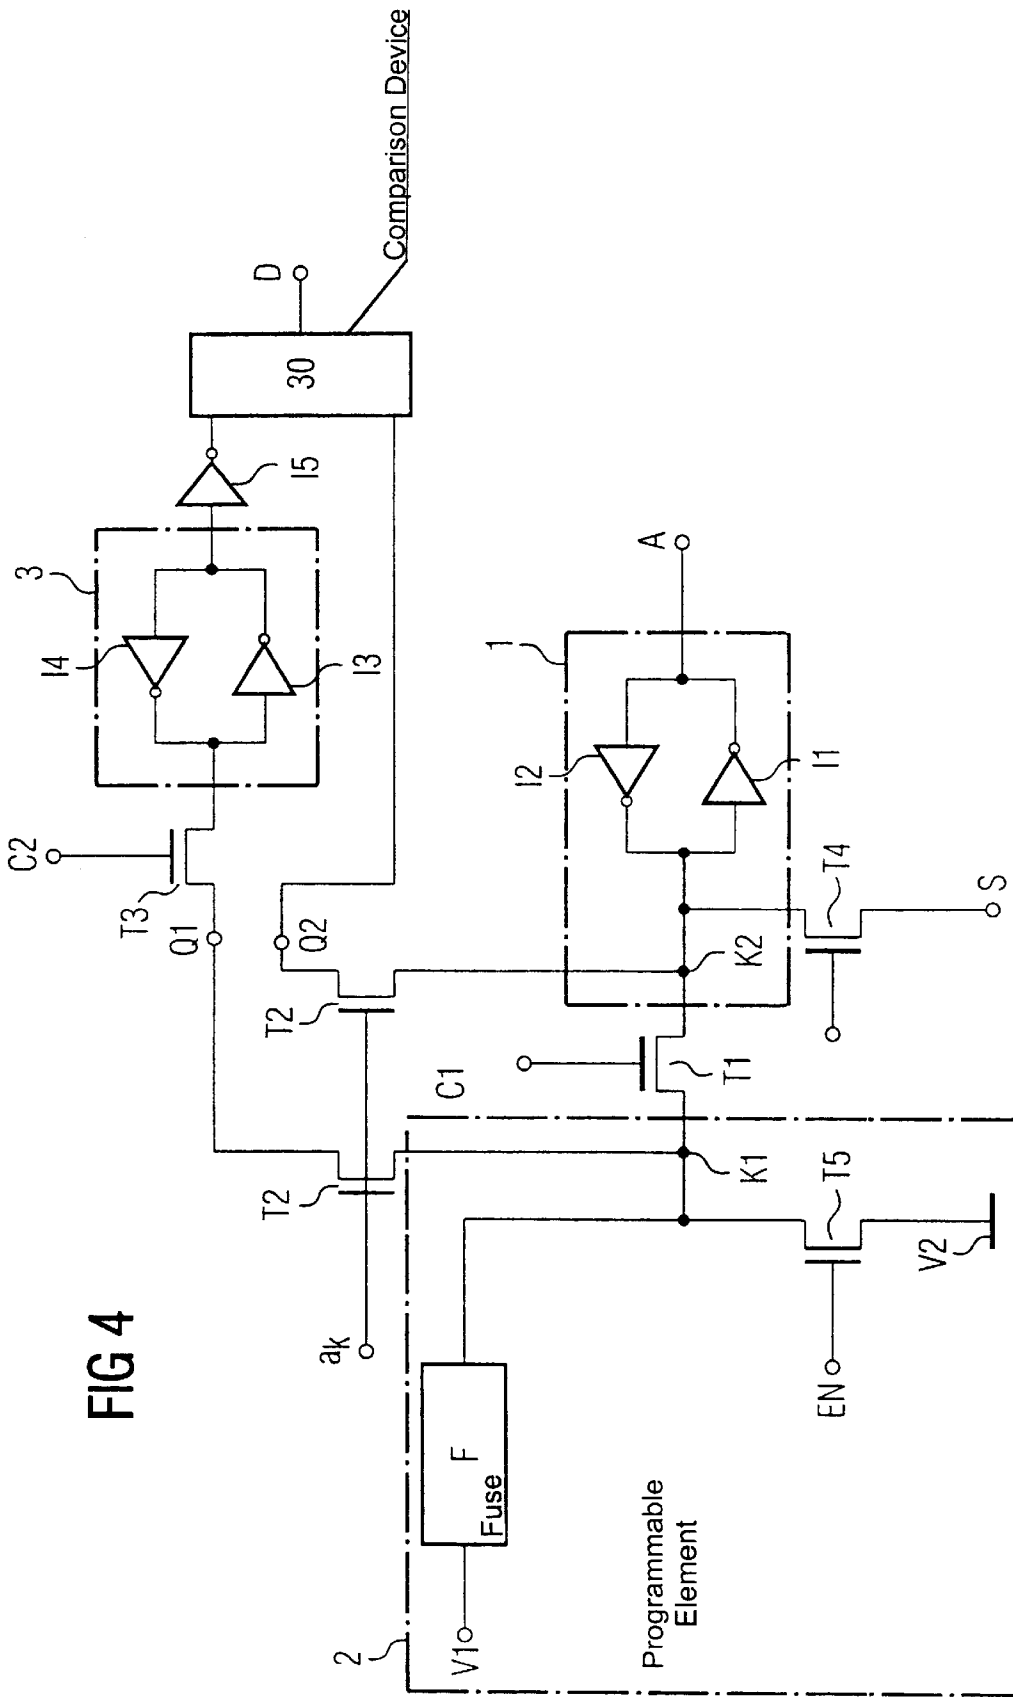 FIG 4
2
V1
F
Fuse
Programmable
Element
EN
V2
T5
K1
aₖ
T2
T2
Q1
Q2
T3
C2
C1
T1
K2
T4
S
1
I2
I1
A
3
I4
I3
I5
30
D
Comparison Device